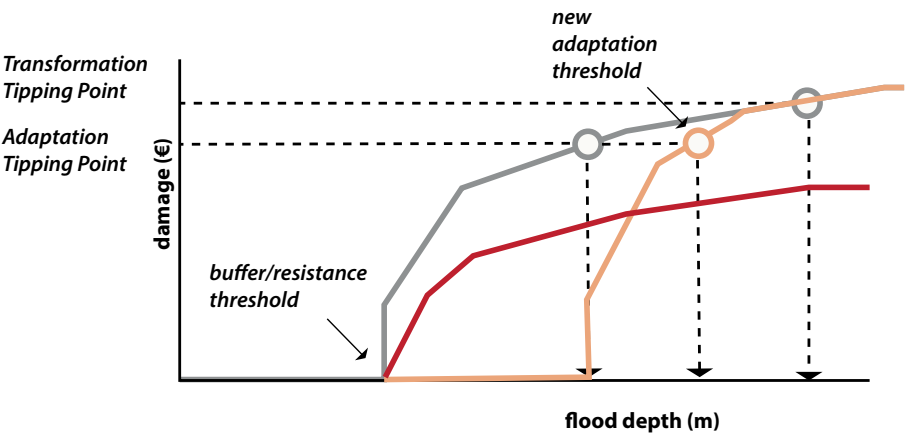 new
adaptation
threshold
Transformation
Tipping Point
Adaptation
Tipping Point
damage (€)
buffer/resistance
threshold
flood depth (m)